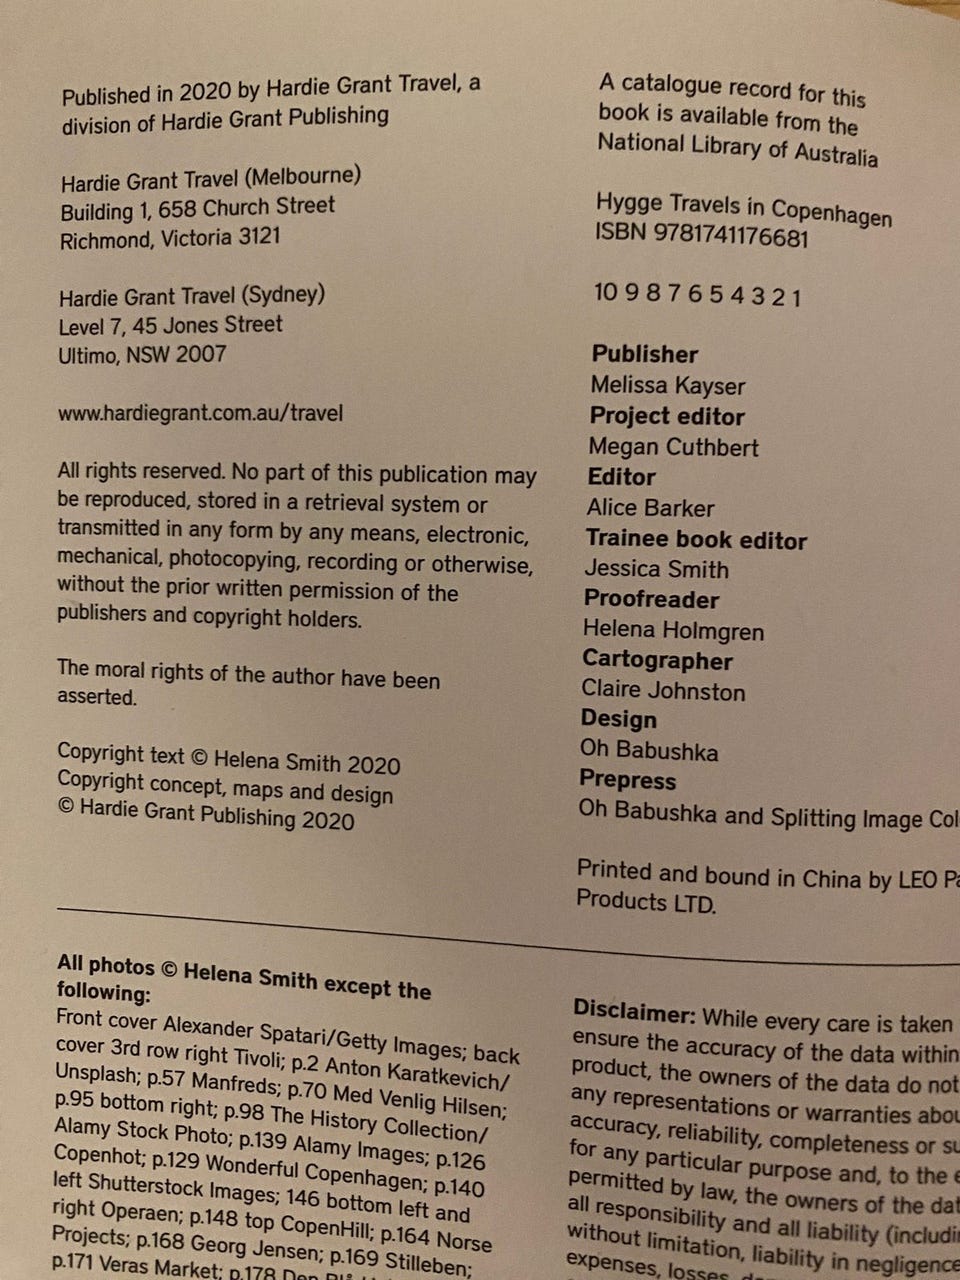 Published in 2020 by Hardie Grant Travel, a
division of Hardie Grant Publishing
Hardie Grant Travel (Melbourne)
Building 1, 658 Church Street
Richmond, Victoria 3121
Hardie Grant Travel (Sydney)
Level 7, 45 Jones Street
Ultimo, NSW 2007
www.hardiegrant.com.au/travel
All rights reserved. No part of this publication may
be reproduced, stored in a retrieval system or
transmitted in any form by any means, electronic,
mechanical, photocopying, recording or otherwise,
without the prior written permission of the
publishers and copyright holders.
The moral rights of the author have been
asserted.
Copyright text © Helena Smith 2020
Copyright concept, maps and design
© Hardie Grant Publishing 2020
A catalogue record for this
book is available from the
National Library of Australia
Hygge Travels in Copenhagen
ISBN 9781741176681
10 9 8 7 6 5 4 3 2 1
Publisher
Melissa Kayser
Project editor
Megan Cuthbert
Editor
Alice Barker
Trainee book editor
Jessica Smith
Proofreader
Helena Holmgren
Cartographer
Claire Johnston
Design
Oh Babushka
Prepress
Oh Babushka and Splitting Image Col
Printed and bound in China by LEO Pa
Products LTD.
All photos © Helena Smith except the
following:
Front cover Alexander Spatari/Getty Images; back
cover 3rd row right Tivoli; p.2 Anton Karatkevich/
Unsplash; p.57 Manfreds; p.70 Med Venlig Hilsen;
p.95 bottom right; p.98 The History Collection/
Alamy Stock Photo; p.139 Alamy Images; p.126
Copenhot; p.129 Wonderful Copenhagen; p.140
left Shutterstock Images; 146 bottom left and
right Operaen; p.148 top CopenHill; p.164 Norse
Projects; p.168 Georg Jensen; p.169 Stilleben;
p.171 Veras Market; p.178 Den
Disclaimer: While every care is taken
ensure the accuracy of the data within
product, the owners of the data do not
any representations or warranties abou
accuracy, reliability, completeness or su
for any particular purpose and, to the e
permitted by law, the owners of the dat
all responsibility and all liability (includi
without limitation, liability in negligence
expenses, losses,